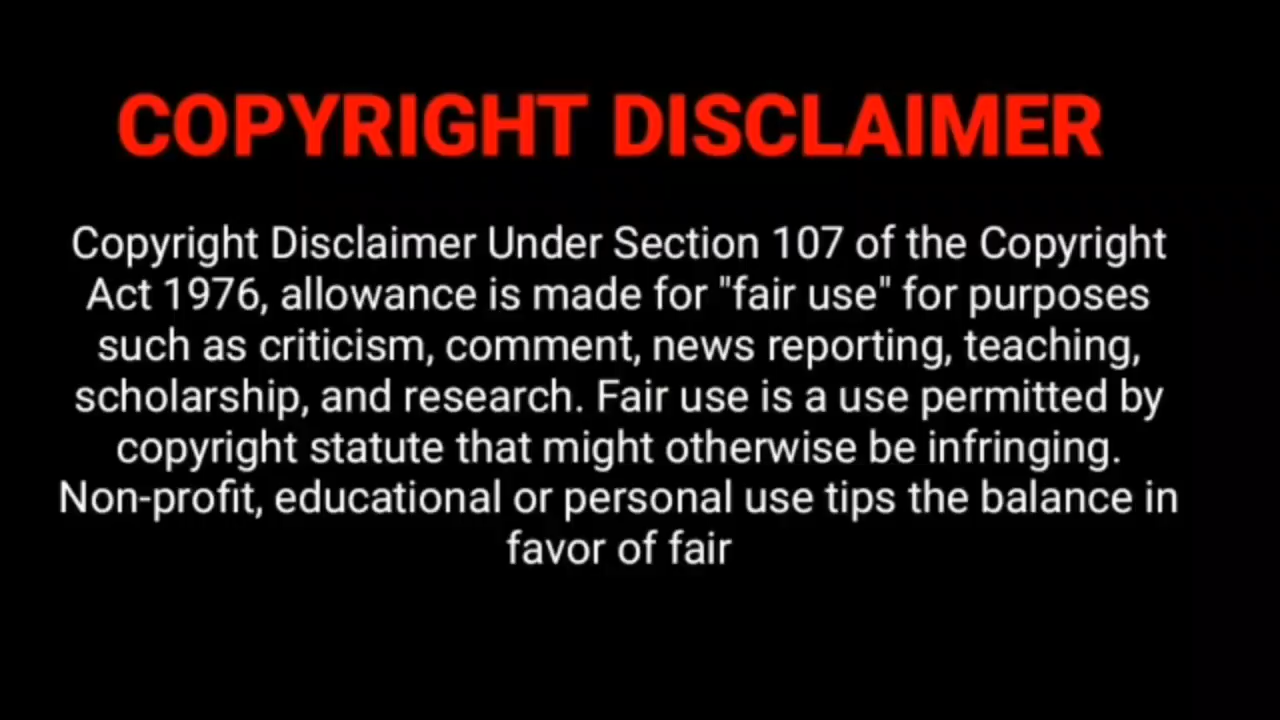 COPYRIGHT DISCLAIMER
Copyright Disclaimer Under Section 107 of the Copyright
Act 1976, allowance is made for "fair use" for purposes
such as criticism, comment, news reporting, teaching,
scholarship, and research. Fair use is a use permitted by
copyright statute that might otherwise be infringing.
Non-profit, educational or personal use tips the balance in
favor of fair